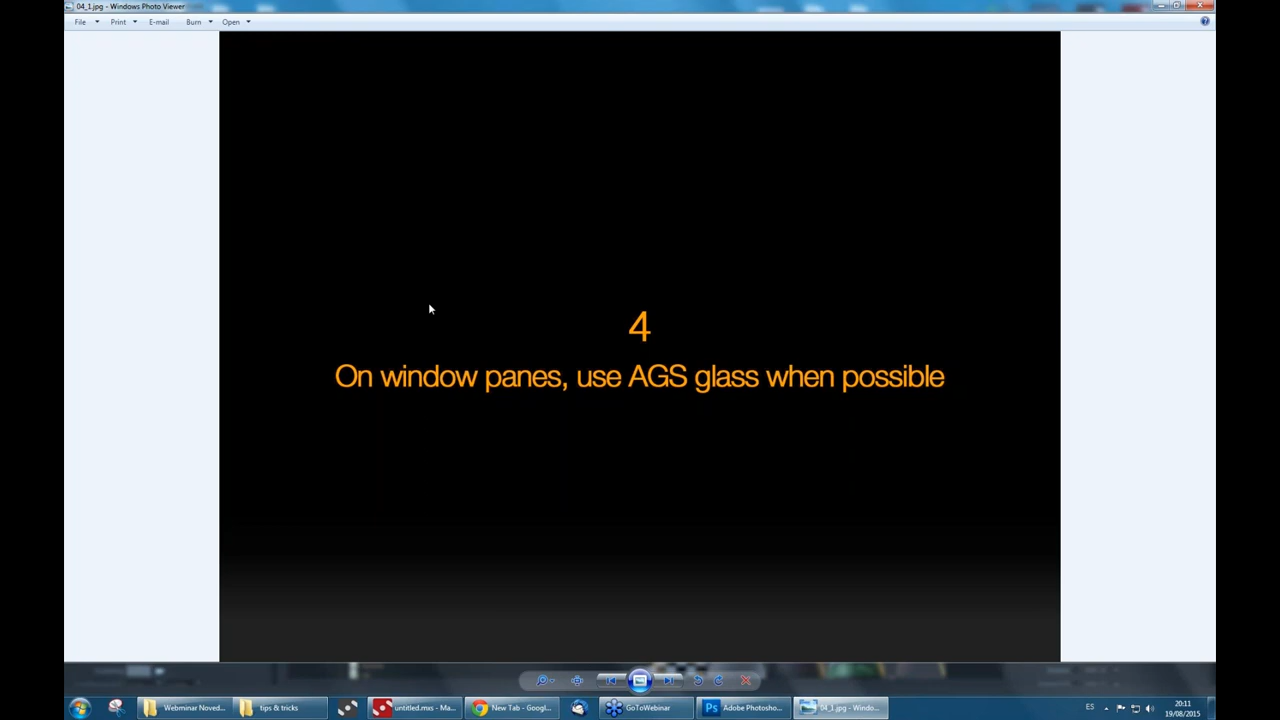 04_1.jpg - Windows Photo Viewer
File Print E-mail Burn Open
4
On window panes, use AGS glass when possible
Webminar Noved... tips & tricks untitled.mxs - Ma... New Tab - Googl... GoToWebinar Adobe Photosho... 04_1.jpg - Windo... ES 20:11
19/08/2015